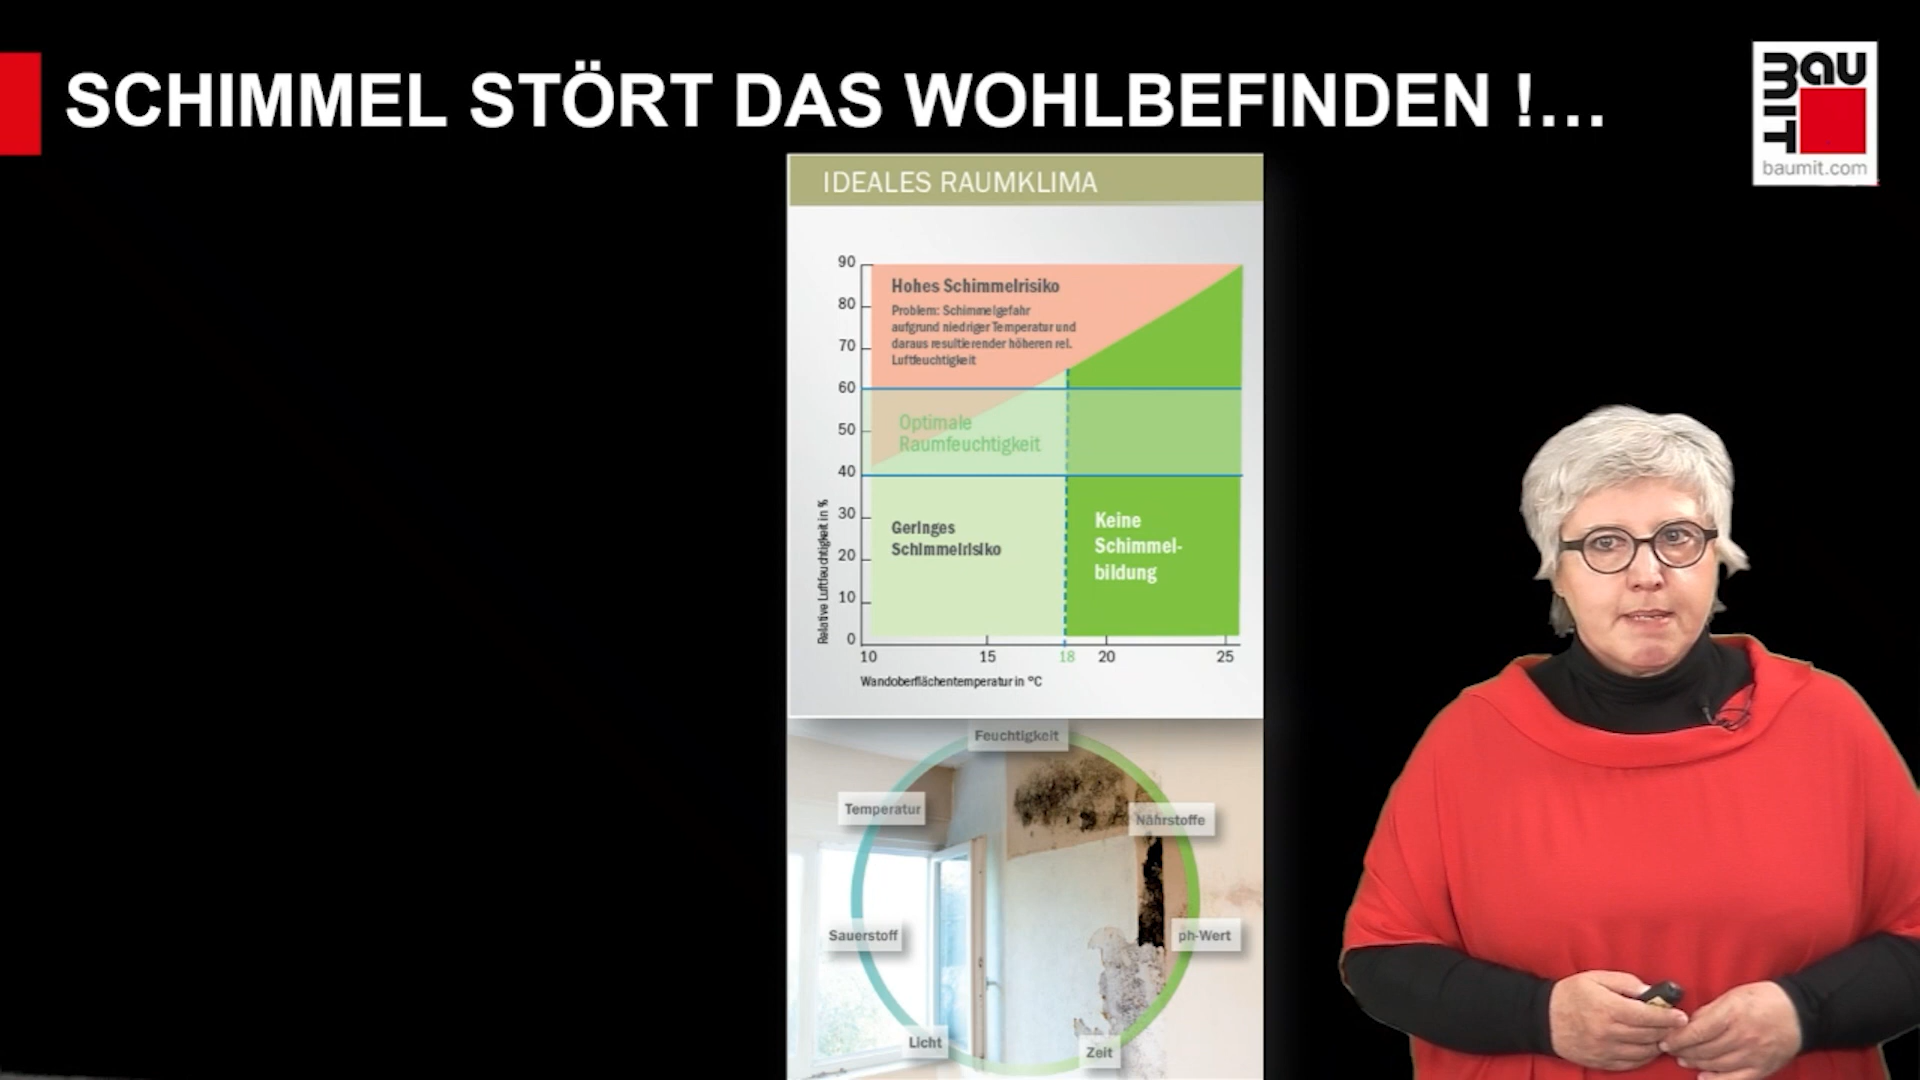 SCHIMMEL STÖRT DAS WOHLBEFINDEN !...
BAUMIT
baumit.com
IDEALES RAUMKLIMA
90
80
70
60
50
40
30
20
10
0
Relative Luftfeuchtigkeit in %
Hohes Schimmelrisiko
Problem: Schimmelgefahr
aufgrund niedriger Temperatur und
daraus resultierender höheren rel.
Luftfeuchtigkeit
Optimale
Raumfeuchtigkeit
Geringes
Schimmelrisiko
Keine
Schimmel-
bildung
10 15 18 20 25
Wandoberflächentemperatur in °C
Feuchtigkeit
Temperatur
Nährstoffe
Sauerstoff
ph-Wert
Licht
Zeit